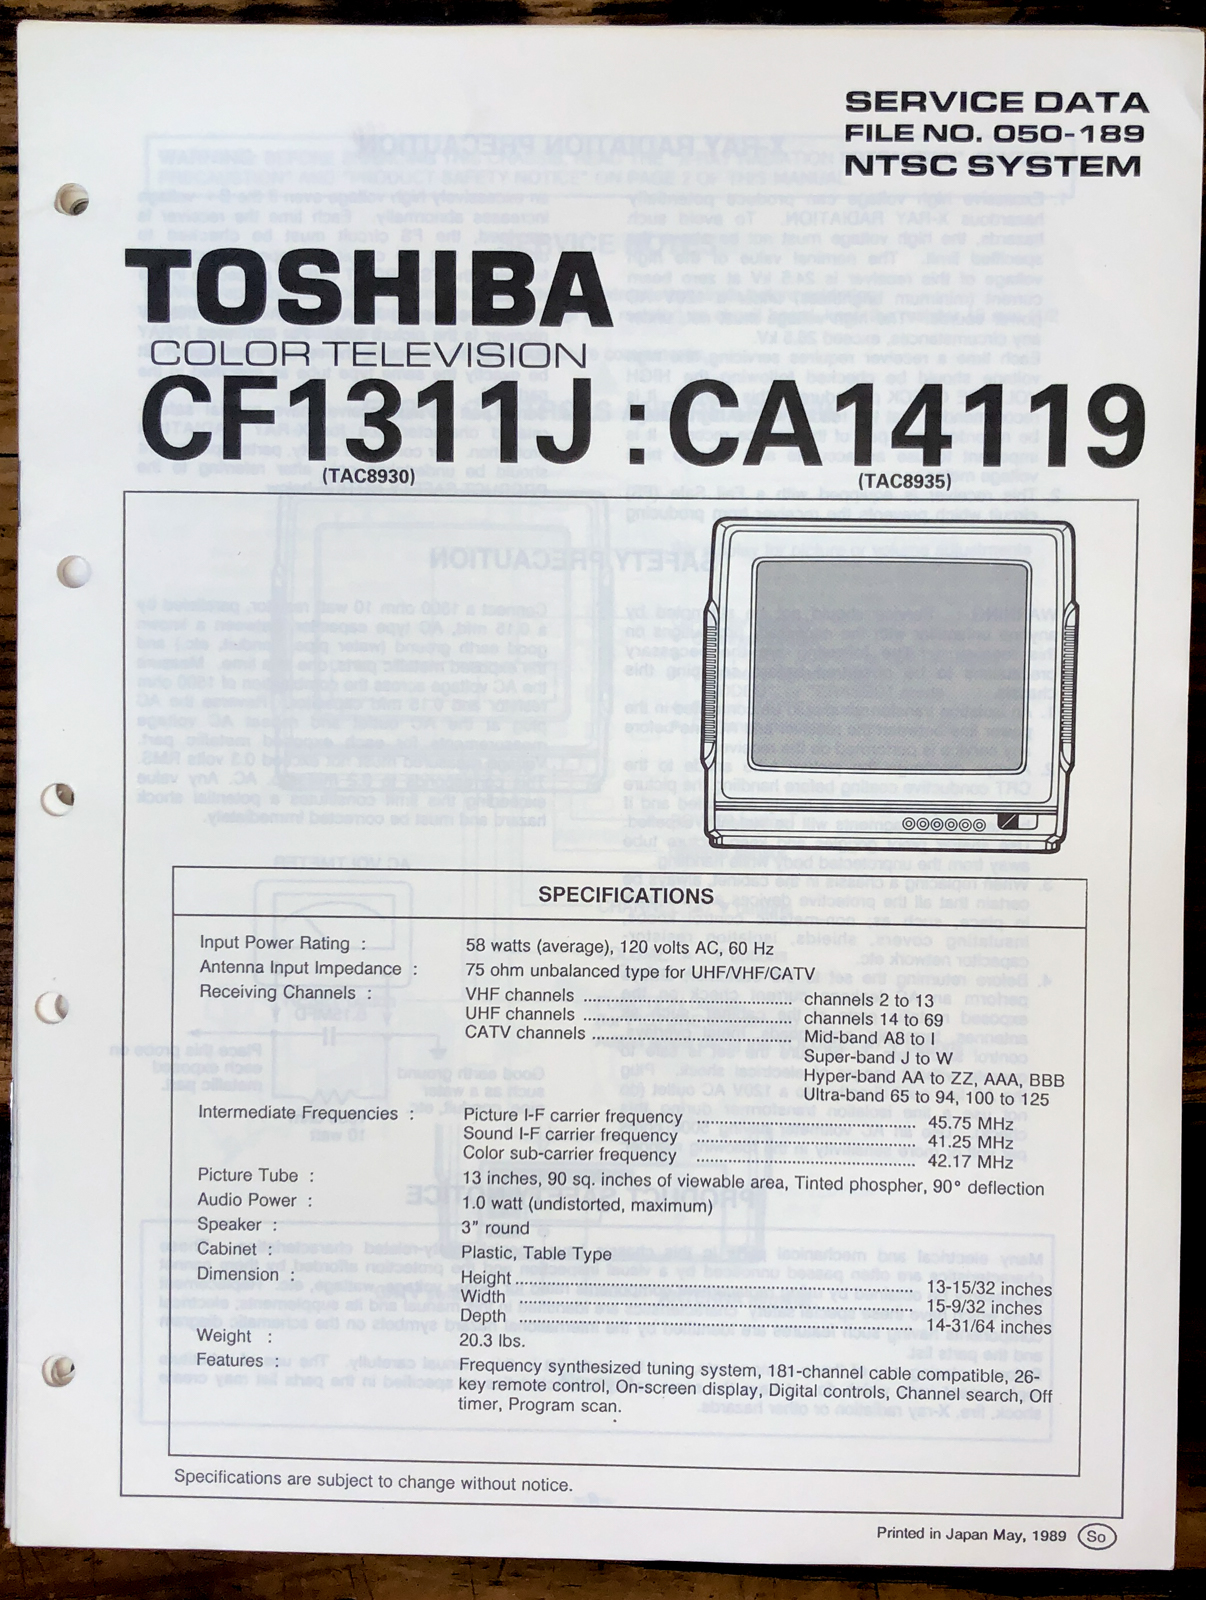 SERVICE DATA
FILE NO. 050-189
NTSC SYSTEM
TOSHIBA
COLOR TELEVISION
CF1311J : CA14119
(TAC8930) (TAC8935)
SPECIFICATIONS
Input Power Rating : 58 watts (average), 120 volts AC, 60 Hz
Antenna Input Impedance : 75 ohm unbalanced type for UHF/VHF/CATV
Receiving Channels : VHF channels ........ channels 2 to 13
UHF channels ........ channels 14 to 69
CATV channels ........ Mid-band A8 to I
Super-band J to W
Hyper-band AA to ZZ, AAA, BBB
Ultra-band 65 to 94, 100 to 125
Intermediate Frequencies : Picture I-F carrier frequency ........ 45.75 MHz
Sound I-F carrier frequency ........ 41.25 MHz
Color sub-carrier frequency ........ 42.17 MHz
Picture Tube : 13 inches, 90 sq. inches of viewable area, Tinted phospher, 90° deflection
Audio Power : 1.0 watt (undistorted, maximum)
Speaker : 3" round
Cabinet : Plastic, Table Type
Dimension : Height ........ 13-15/32 inches
Width ........ 15-9/32 inches
Depth ........ 14-31/64 inches
Weight : 20.3 lbs.
Features : Frequency synthesized tuning system, 181-channel cable compatible, 26-
key remote control, On-screen display, Digital controls, Channel search, Off
timer, Program scan.
Specifications are subject to change without notice.
Printed in Japan May, 1989 So